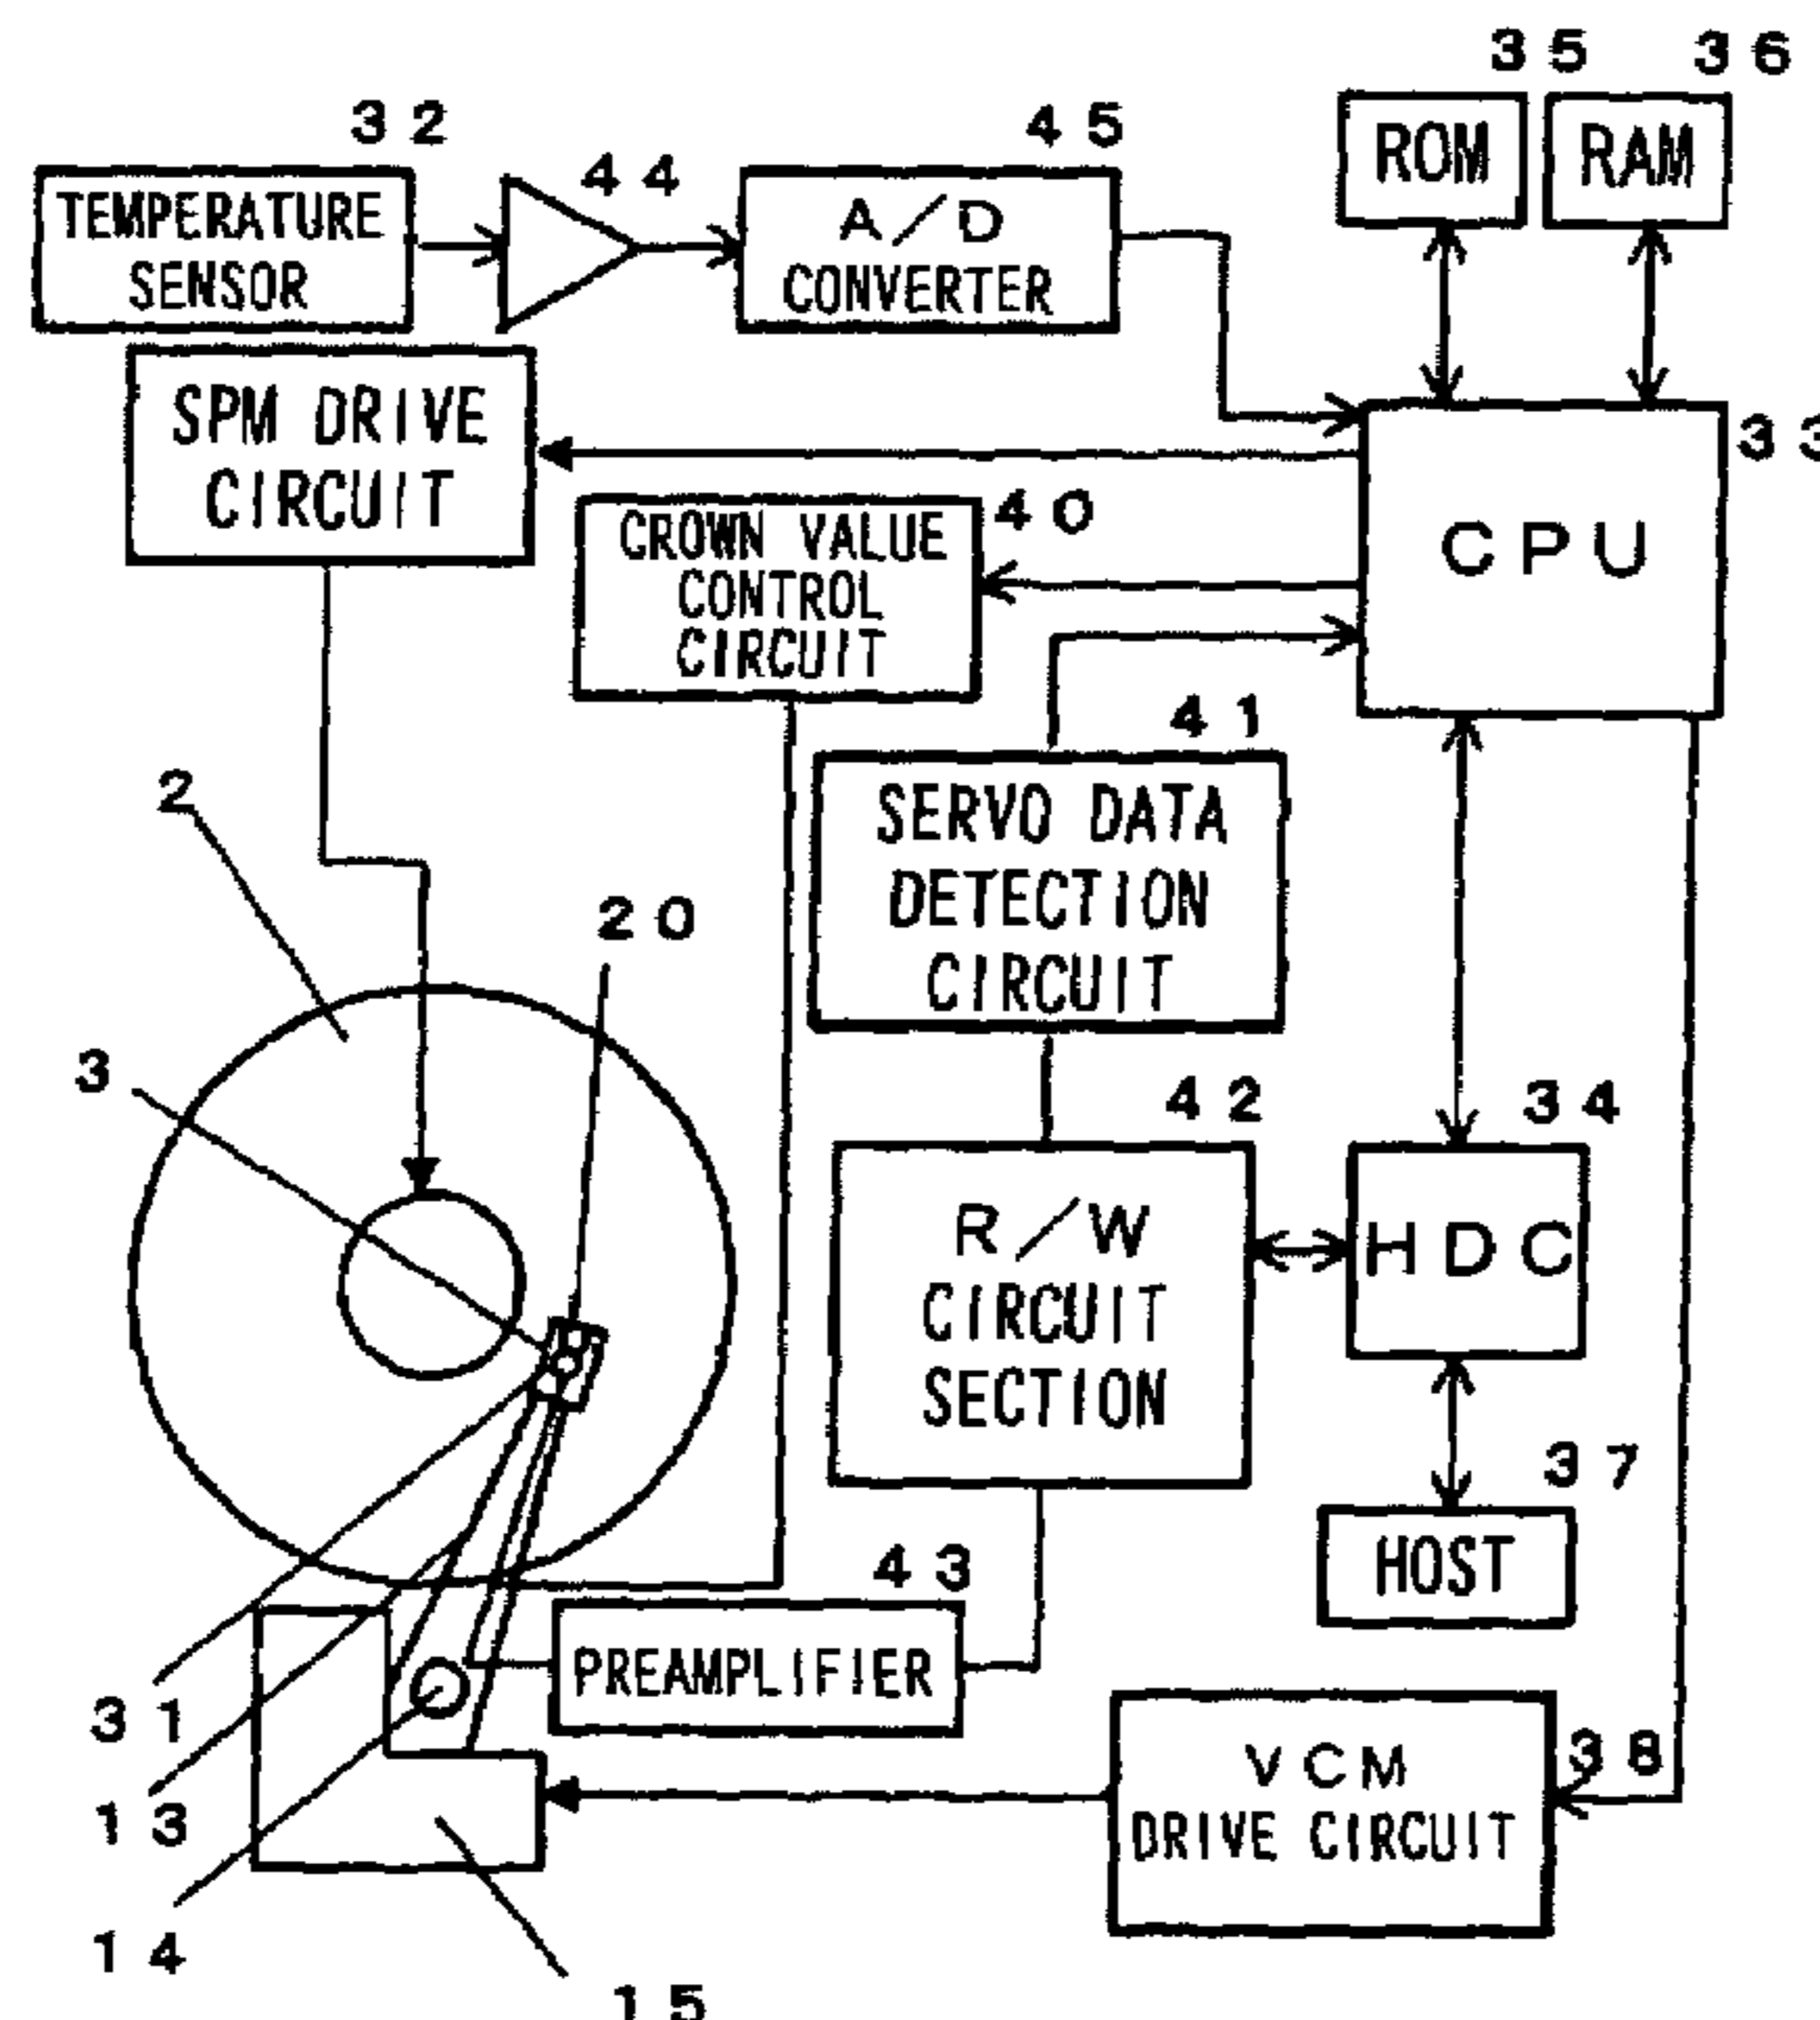 35
36
32
44
45
ROM
RAM
TEMPERATURE
SENSOR
A/D
CONVERTER
SPM DRIVE
CIRCUIT
33
40
CROWN VALUE
CONTROL
CIRCUIT
CPU
41
2
SERVO DATA
DETECTION
CIRCUIT
20
3
42
34
R/W
CIRCUIT
SECTION
HDC
37
HOST
43
PREAMPLIFIER
31
38
VCM
DRIVE CIRCUIT
13
14
15